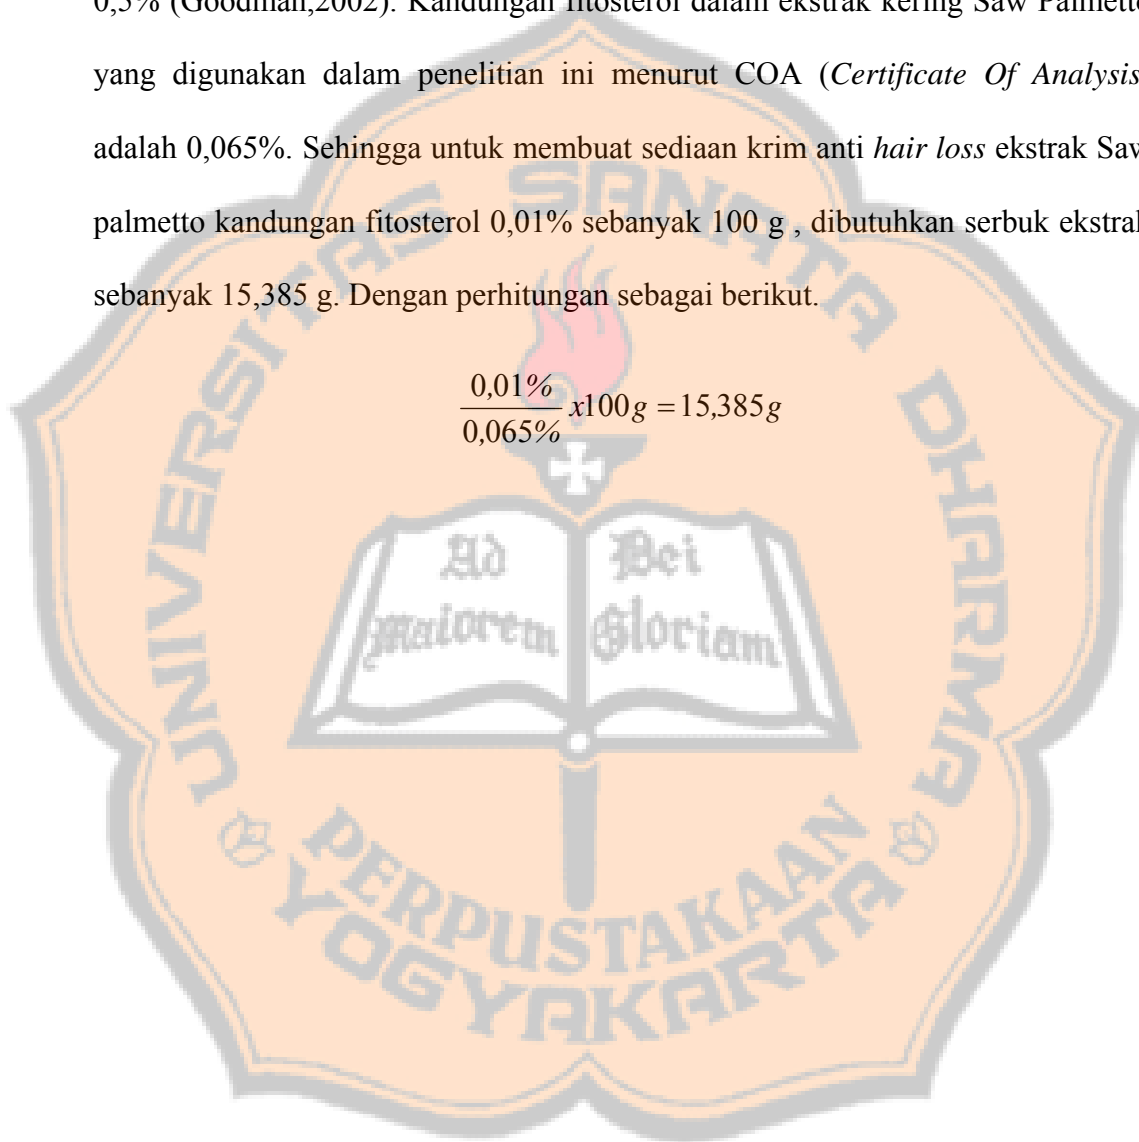 0,5% (Goodman,2002). Kandungan fitosterol dalam ekstrak kering Saw Palmetto
yang digunakan dalam penelitian ini menurut COA (Certificate Of Analysis
adalah 0,065%. Sehingga untuk membuat sediaan krim anti hair loss ekstrak Saw
palmetto kandungan fitosterol 0,01% sebanyak 100 g , dibutuhkan serbuk ekstrak
sebanyak 15,385 g. Dengan perhitungan sebagai berikut.
0,01%
0,065% x100g = 15,385g
UNIVERSITAS SANATA DHARMA
Ad Dei
maiorem Gloriam
PERPUSTAKAAN
YOGYAKARTA